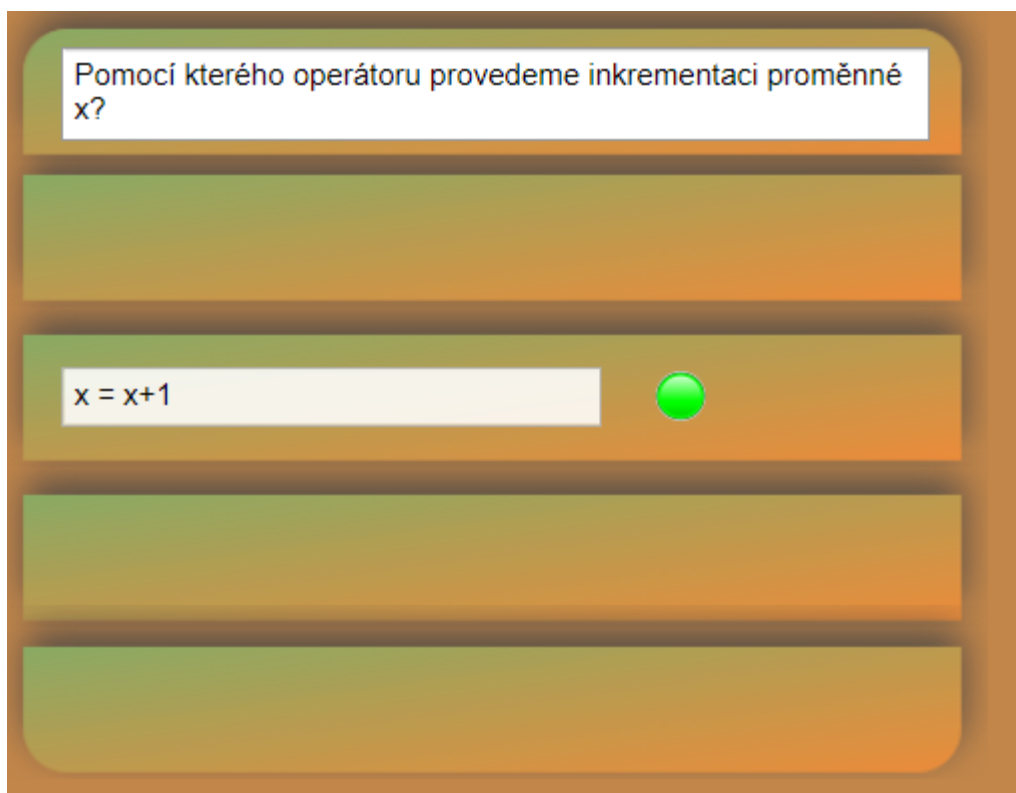 Pomocí kterého operátoru provedeme inkrementaci proměnné
x?
x = x+1